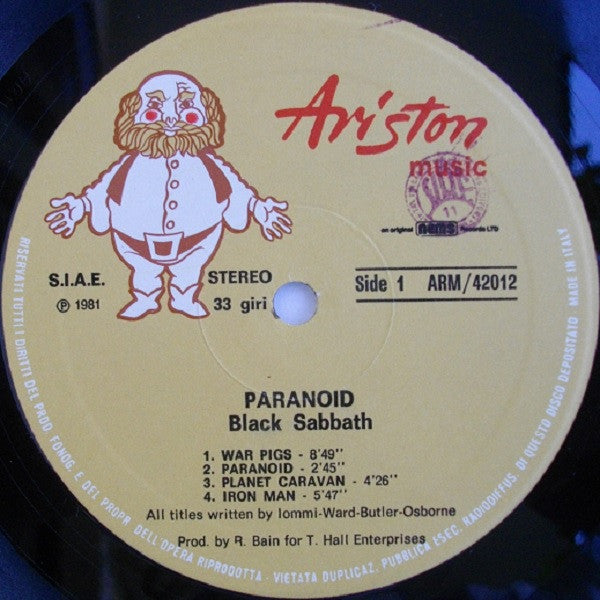 Ariston
music
an original nems Records LTD
S.I.A.E.
STEREO
℗ 1981
33 giri
Side 1 ARM/42012
PARANOID
Black Sabbath
1. WAR PIGS - 8'49''
2. PARANOID - 2'45''
3. PLANET CARAVAN - 4'26''
4. IRON MAN - 5'47''
All titles written by Iommi-Ward-Butler-Osborne
Prod. by R. Bain for T. Hall Enterprises
RISERVATI TUTTI I DIRITTI DEL PROD. FONOG. E DEL PROPR. DELL'OPERA RIPRODOTTA - VIETATA DUPLICAZ. PUBBLICA ESEC. RADIODIFFUS. DI QUESTO DISCO DEPOSITATO MADE IN ITALY